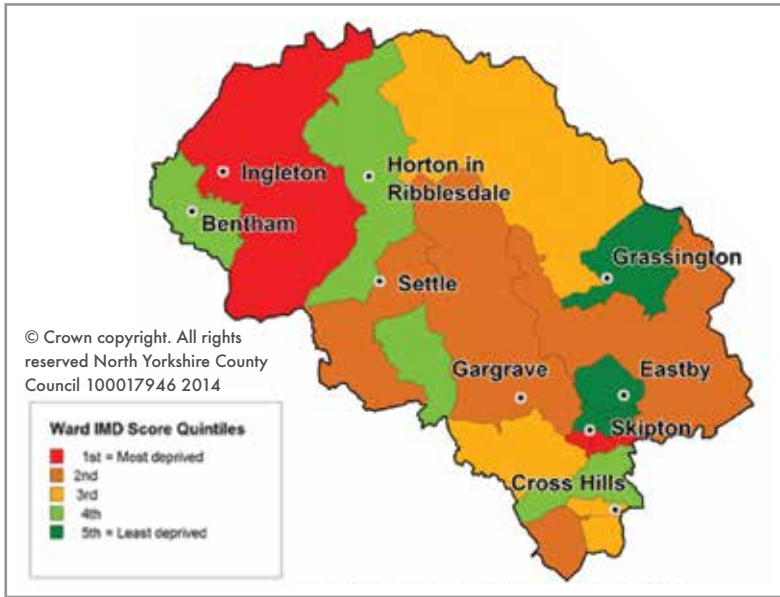 Ingleton
Horton in
Ribblesdale
Bentham
Grassington
Settle
© Crown copyright. All rights
reserved North Yorkshire County
Council 100017946 2014
Gargrave
Eastby
Skipton
Cross Hills
Ward IMD Score Quintiles
1st = Most deprived
2nd
3rd
4th
5th = Least deprived